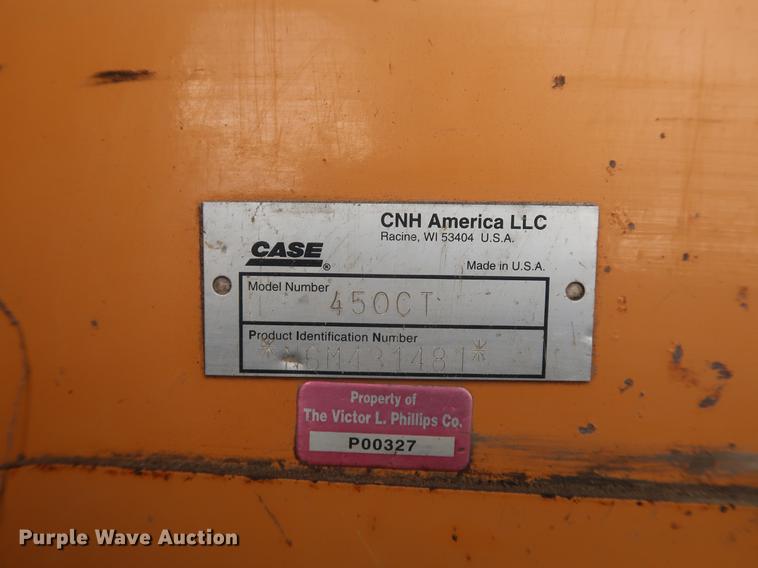 CNH America LLC
Racine, WI 53404 U.S.A.
CASE®
Made in U.S.A.
Model Number
450CT
Product Identification Number
*N6M431481*
Property of
The Victor L. Phillips Co.
P00327
Purple Wave Auction